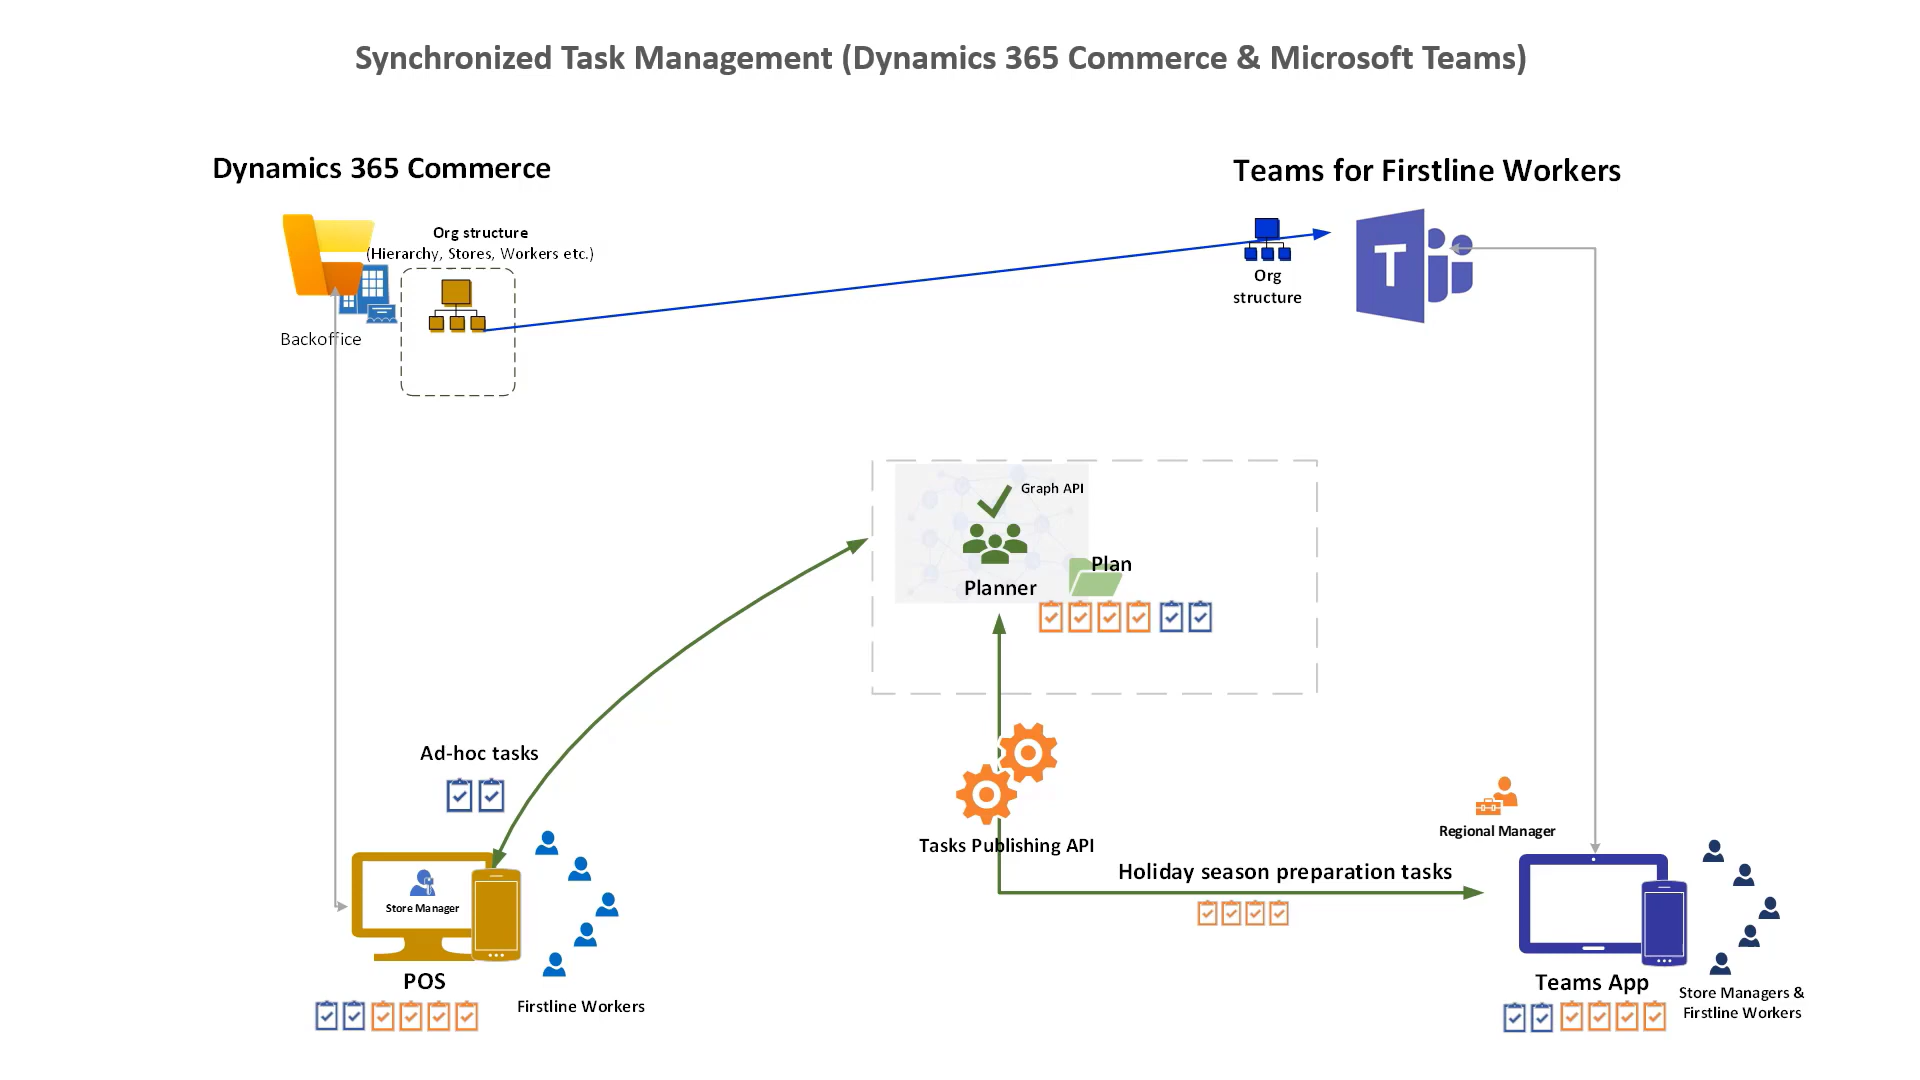 Synchronized Task Management (Dynamics 365 Commerce & Microsoft Teams)
Dynamics 365 Commerce
Teams for Firstline Workers
Org structure
(Hierarchy, Stores, Workers etc.)
Backoffice
T
Org
structure
Graph API
Plan
Planner
Ad-hoc tasks
Tasks Publishing API
Regional Manager
Holiday season preparation tasks
Store Manager
POS
Firstline Workers
Teams App
Store Managers &
Firstline Workers